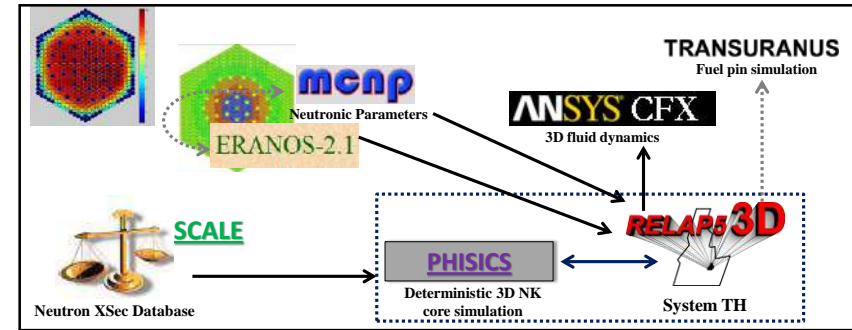 TRANSURANUS
Fuel pin simulation
mcnp
Neutronic Parameters
ANSYS CFX
3D fluid dynamics
ERANOS-2.1
SCALE
RELAP5 3D
PHISICS
Neutron XSec Database
Deterministic 3D NK
core simulation
System TH